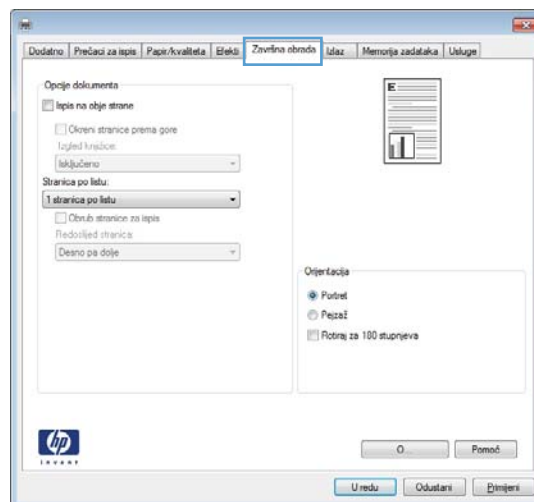 Dodatno Prečaci za ispis Papir/kvaliteta Efekti Završna obrada Izlaz Memorija zadataka Usluge
Opcije dokumenta
Ispis na obje strane
Okreni stranice prema gore
Izgled knjižice:
Isključeno
Stranica po listu:
1 stranica po listu
Obrub stranice za ispis
Redoslijed stranica:
Desno pa dolje
E
Orijentacija
Portret
Pejzaž
Rotiraj za 180 stupnjeva
hp
invent
O... Pomoć
U redu Odustani Primijeni